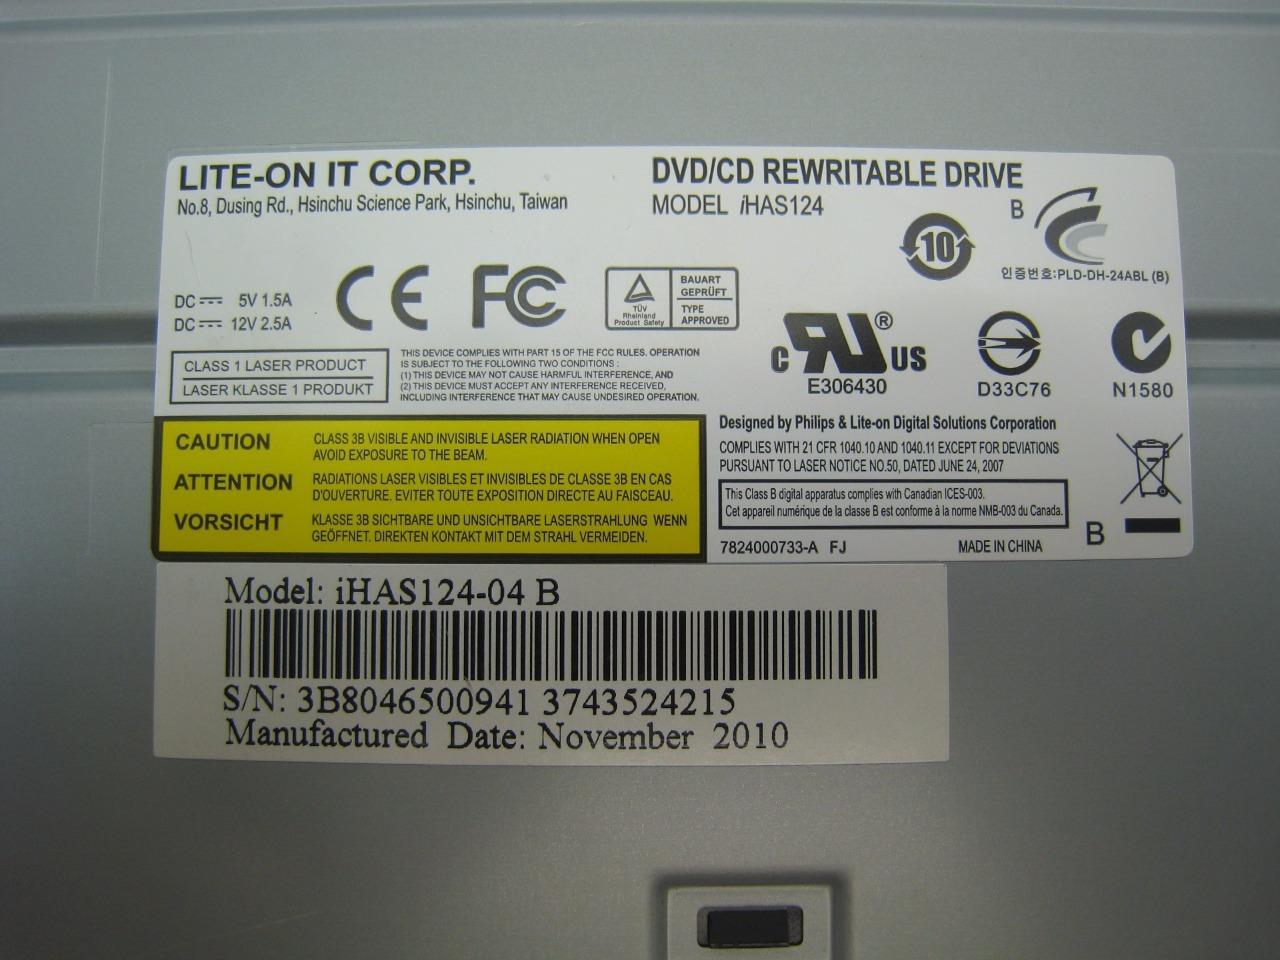 LITE-ON IT CORP.
No.8, Dusing Rd., Hsinchu Science Park, Hsinchu, Taiwan
DVD/CD REWRITABLE DRIVE
MODEL iHAS124
B
10
인증번호:PLD-DH-24ABL (B)
DC 5V 1.5A
DC 12V 2.5A
CE
FC
TÜV
Rheinland
Product Safety
BAUART
GEPRÜFT
TYPE
APPROVED
C RU® US
E306430
D33C76
N1580
CLASS 1 LASER PRODUCT
LASER KLASSE 1 PRODUKT
THIS DEVICE COMPLIES WITH PART 15 OF THE FCC RULES. OPERATION
IS SUBJECT TO THE FOLLOWING TWO CONDITIONS :
(1) THIS DEVICE MAY NOT CAUSE HARMFUL INTERFERENCE, AND
(2) THIS DEVICE MUST ACCEPT ANY INTERFERENCE RECEIVED,
INCLUDING INTERFERENCE THAT MAY CAUSE UNDESIRED OPERATION.
CAUTION CLASS 3B VISIBLE AND INVISIBLE LASER RADIATION WHEN OPEN
AVOID EXPOSURE TO THE BEAM.
ATTENTION RADIATIONS LASER VISIBLES ET INVISIBLES DE CLASSE 3B EN CAS
D'OUVERTURE. EVITER TOUTE EXPOSITION DIRECTE AU FAISCEAU.
VORSICHT KLASSE 3B SICHTBARE UND UNSICHTBARE LASERSTRAHLUNG WENN
GEÖFFNET. DIREKTEN KONTAKT MIT DEM STRAHL VERMEIDEN.
Designed by Philips & Lite-on Digital Solutions Corporation
COMPLIES WITH 21 CFR 1040.10 AND 1040.11 EXCEPT FOR DEVIATIONS
PURSUANT TO LASER NOTICE NO.50, DATED JUNE 24, 2007
This Class B digital apparatus complies with Canadian ICES-003.
Cet appareil numérique de la classe B est conforme à la norme NMB-003 du Canada.
7824000733-A FJ MADE IN CHINA
B
Model: iHAS124-04 B
S/N: 3B8046500941 3743524215
Manufactured Date: November 2010